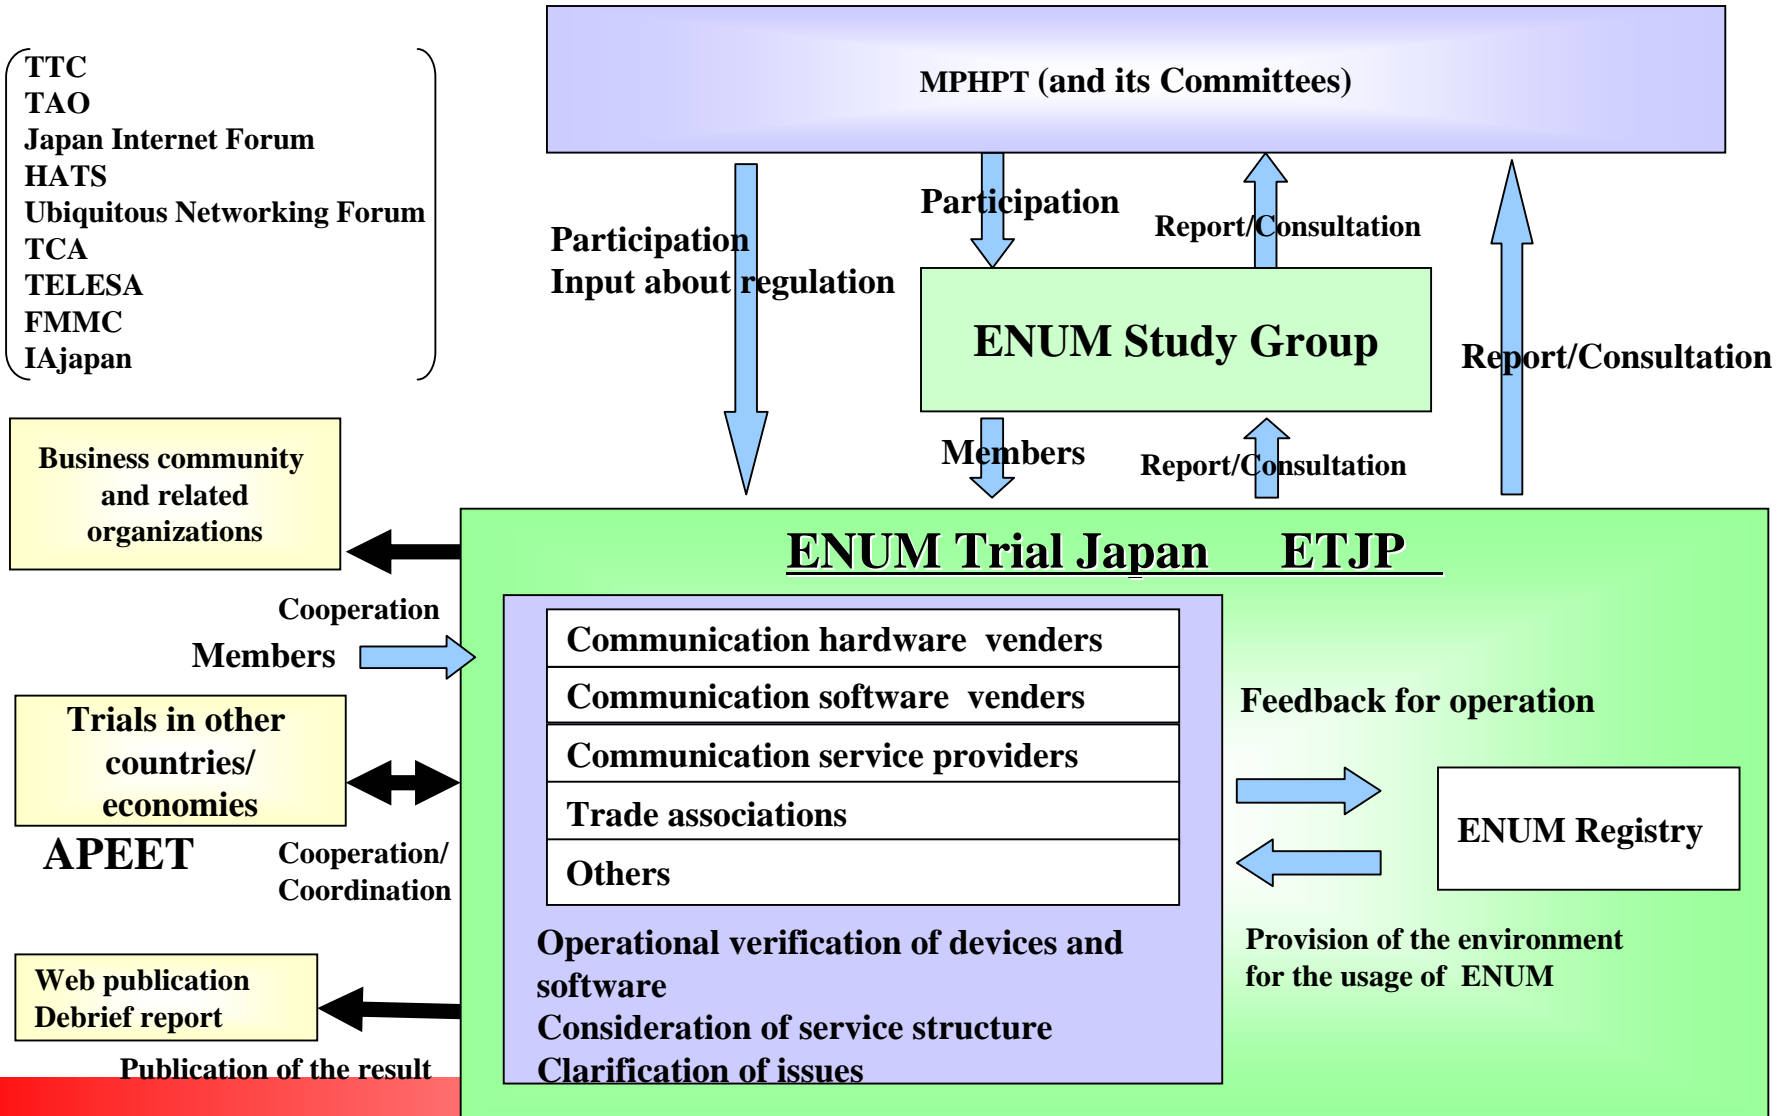 TTC
TAO
Japan Internet Forum
HATS
Ubiquitous Networking Forum
TCA
TELESA
FMMC
IAjapan
MPHPT (and its Committees)
Participation
Input about regulation
Participation
Report/Consultation
ENUM Study Group
Report/Consultation
Members
Report/Consultation
Business community
and related
organizations
Cooperation
Members
Trials in other
countries/
economies
APEET
Cooperation/
Coordination
Web publication
Debrief report
Publication of the result
ENUM Trial Japan ETJP
Communication hardware venders
Communication software venders
Communication service providers
Trade associations
Others
Operational verification of devices and
software
Consideration of service structure
Clarification of issues
Feedback for operation
ENUM Registry
Provision of the environment
for the usage of ENUM